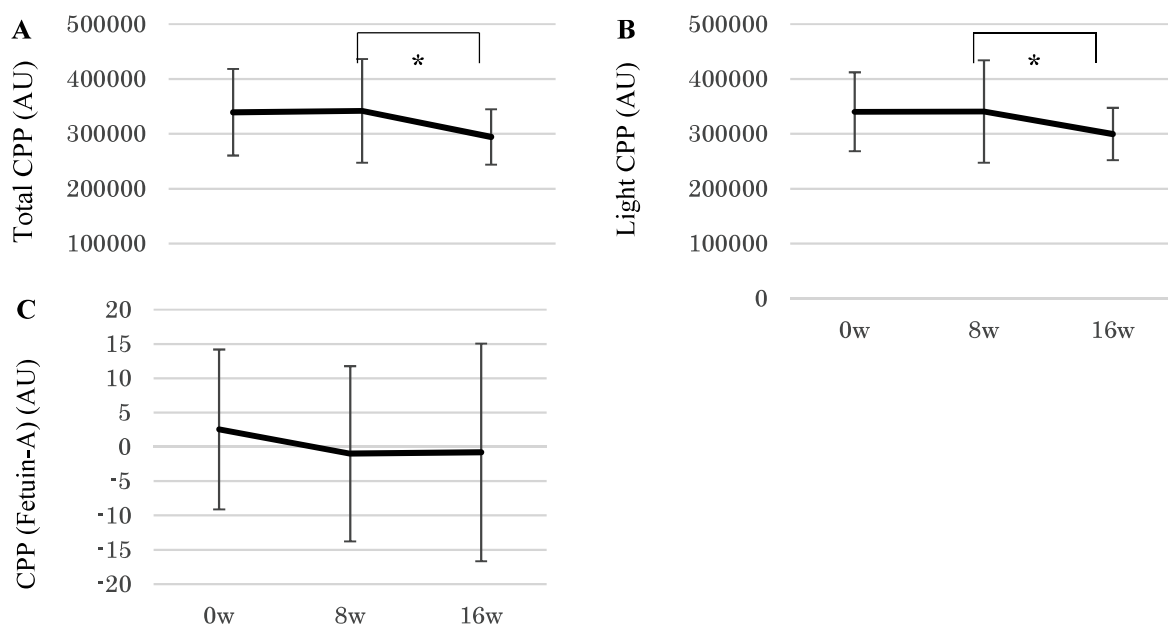 A
Total CPP (AU)
500000
400000
300000
200000
100000
*
B
Light CPP (AU)
500000
400000
300000
200000
100000
0
*
0w 8w 16w
C
CPP (Fetuin-A) (AU)
20
15
10
5
0
-5
-10
-15
-20
0w 8w 16w